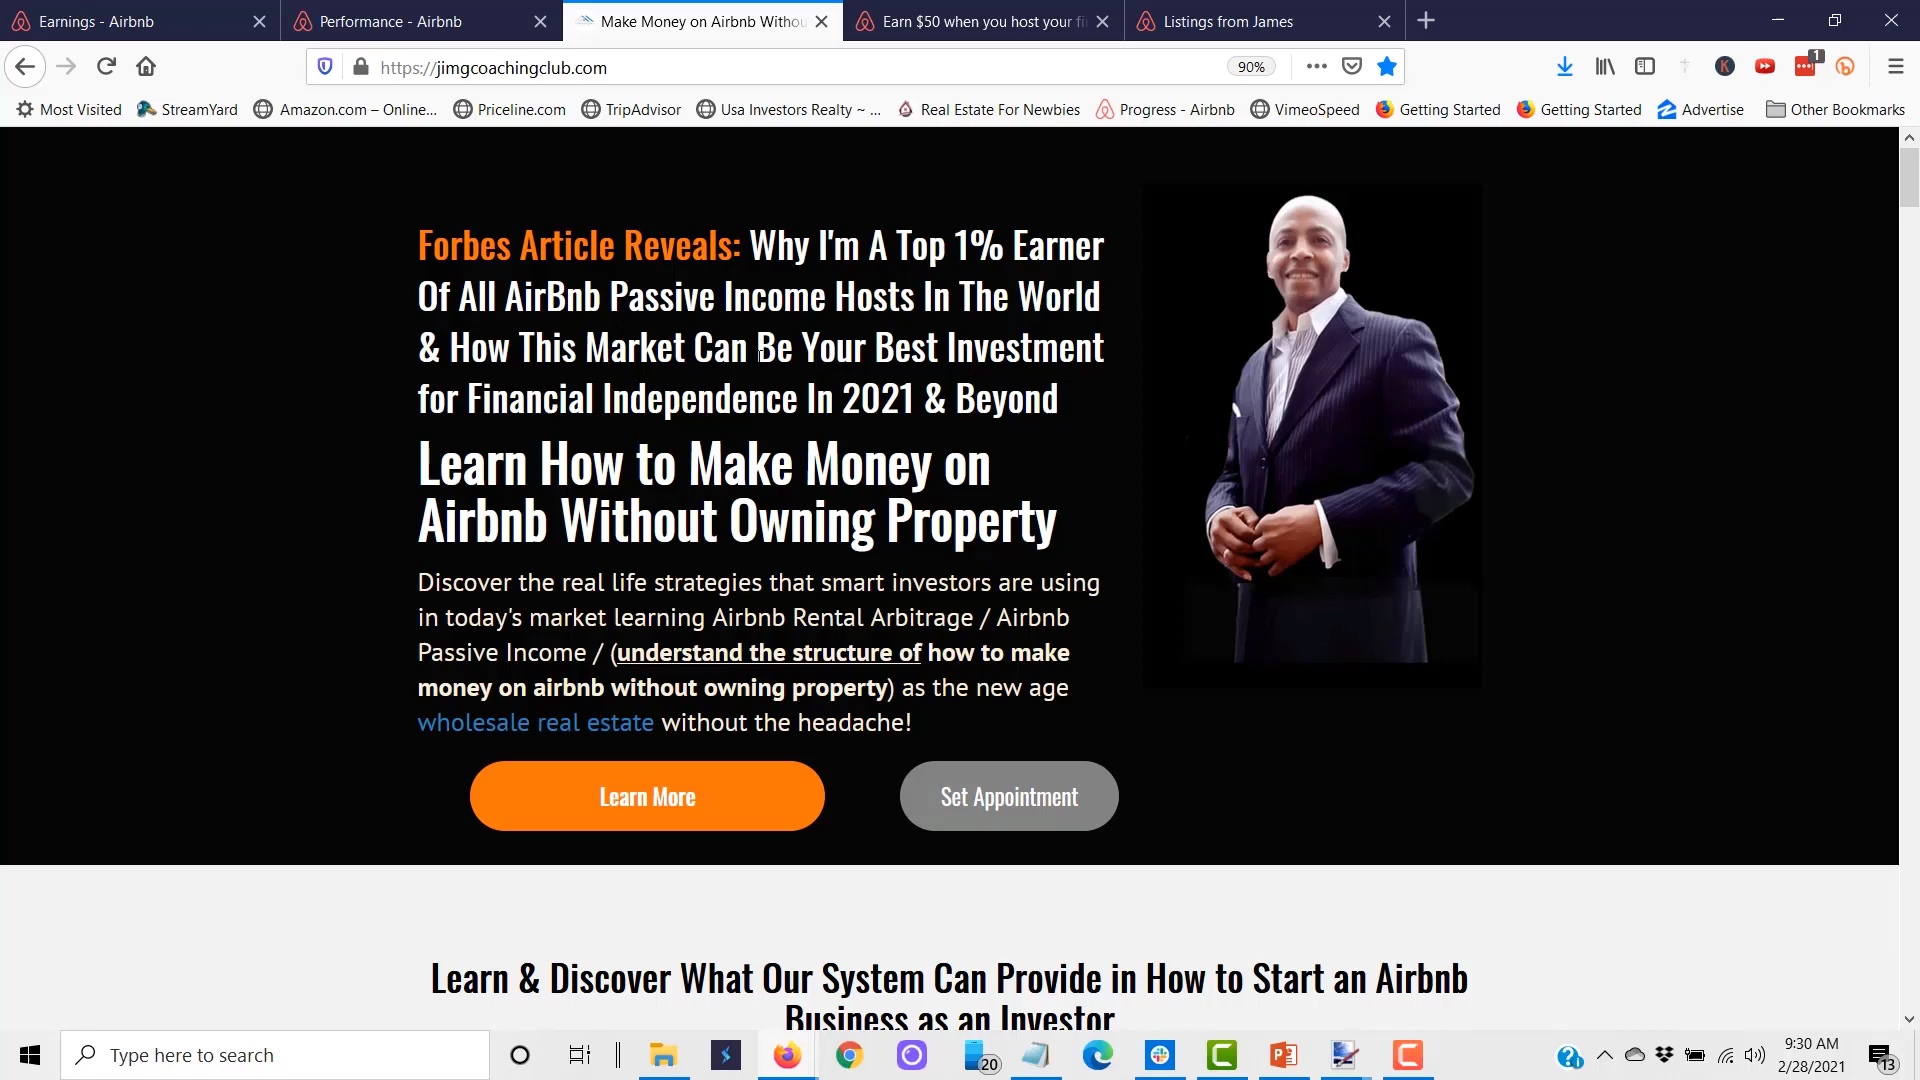 Earnings - Airbnb
Performance - Airbnb
Make Money on Airbnb Withou
Earn $50 when you host your fi
Listings from James
https://jimgcoachingclub.com
90%
1
Most Visited
StreamYard
Amazon.com – Online...
Priceline.com
TripAdvisor
Usa Investors Realty ~ ...
Real Estate For Newbies
Progress - Airbnb
VimeoSpeed
Getting Started
Getting Started
Advertise
Other Bookmarks
Forbes Article Reveals: Why I'm A Top 1% Earner
Of All AirBnb Passive Income Hosts In The World
& How This Market Can Be Your Best Investment
for Financial Independence In 2021 & Beyond
Learn How to Make Money on
Airbnb Without Owning Property
Discover the real life strategies that smart investors are using
in today's market learning Airbnb Rental Arbitrage / Airbnb
Passive Income / (understand the structure of how to make
money on airbnb without owning property) as the new age
wholesale real estate without the headache!
Learn More
Set Appointment
Learn & Discover What Our System Can Provide in How to Start an Airbnb
Business as an Investor
Type here to search
20
9:30 AM
2/28/2021
13